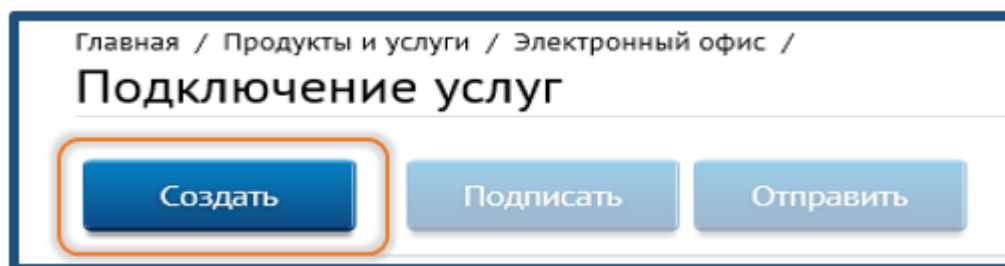 Главная / Продукты и услуги / Электронный офис /
Подключение услуг
Создать Подписать Отправить